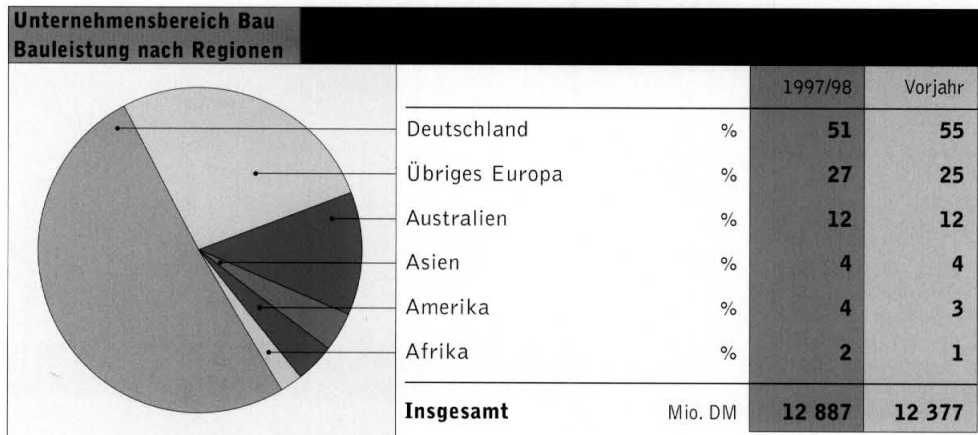 Unternehmensbereich Bau
Bauleistung nach Regionen
1997/98 Vorjahr
Deutschland % 51 55
Übriges Europa % 27 25
Australien % 12 12
Asien % 4 4
Amerika % 4 3
Afrika % 2 1
Insgesamt Mio. DM 12 887 12 377